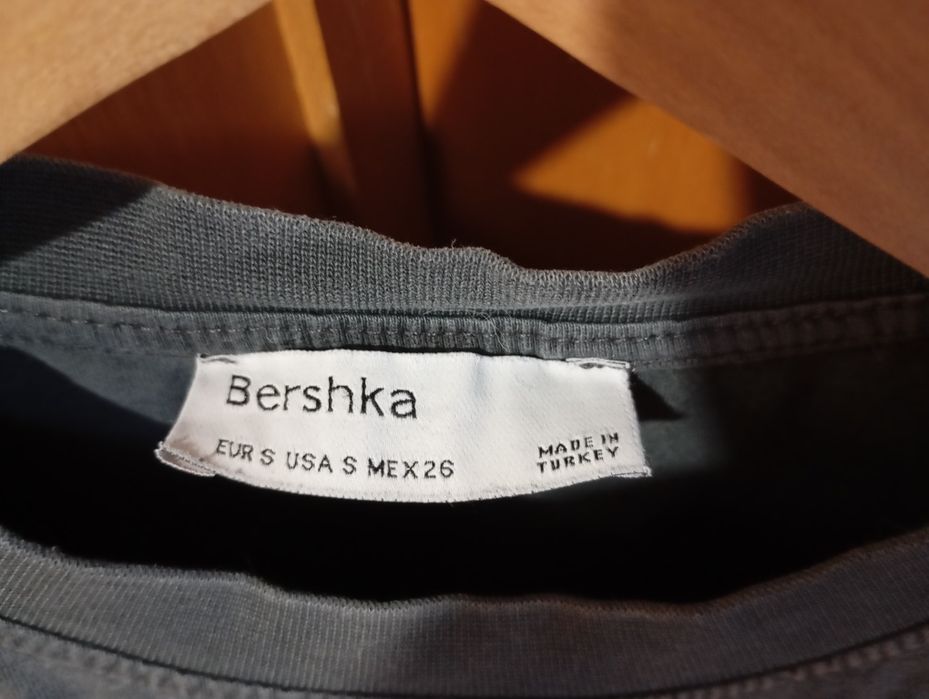 Bershka
EUR S USA S MEX 26
MADE IN
TURKEY